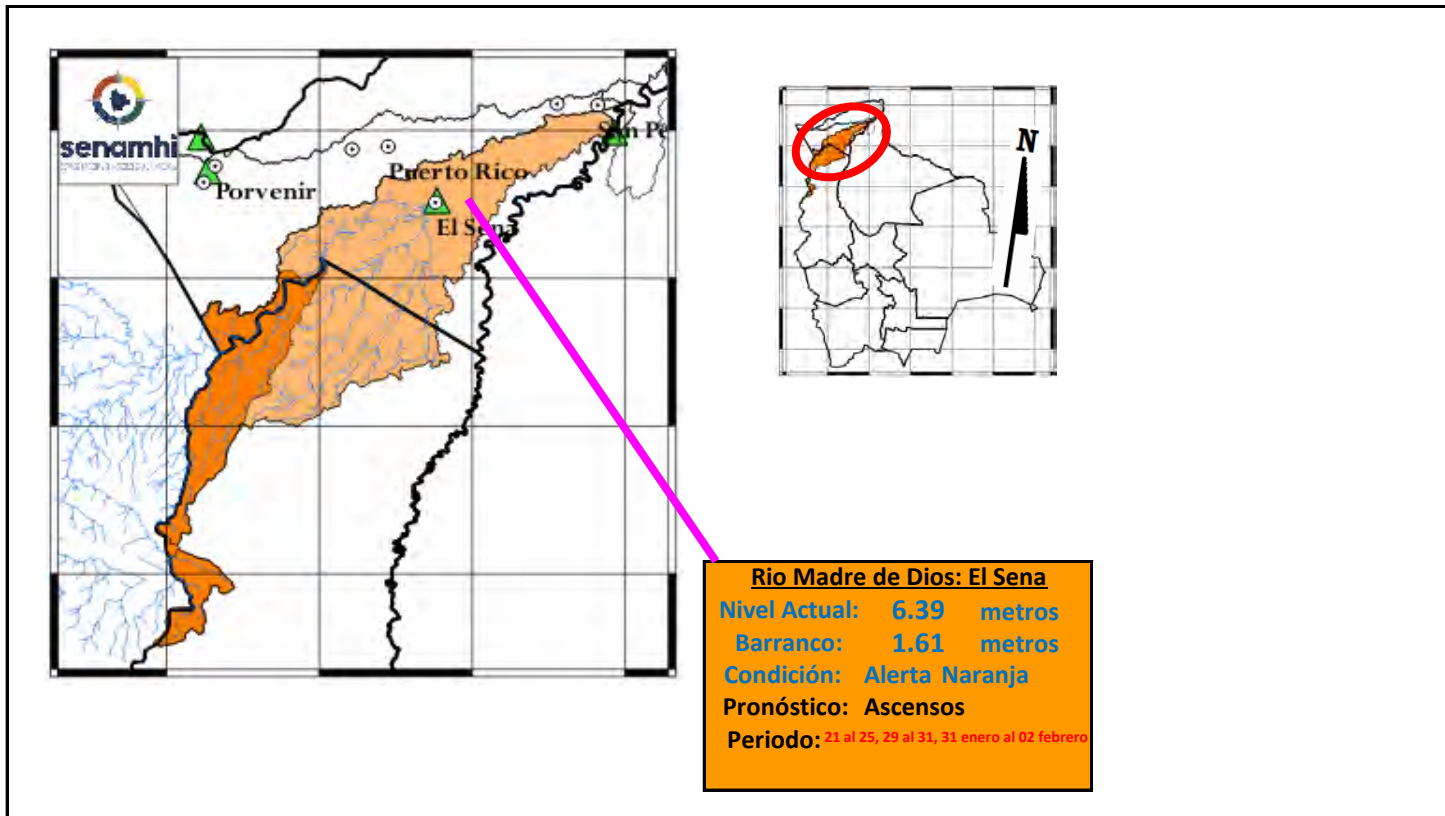 senamhi
San Pe
Porvenir
Puerto Rico
El Sena
N
Rio Madre de Dios: El Sena
Nivel Actual: 6.39 metros
Barranco: 1.61 metros
Condición: Alerta Naranja
Pronóstico: Ascensos
Periodo: 21 al 25, 29 al 31, 31 enero al 02 febrero